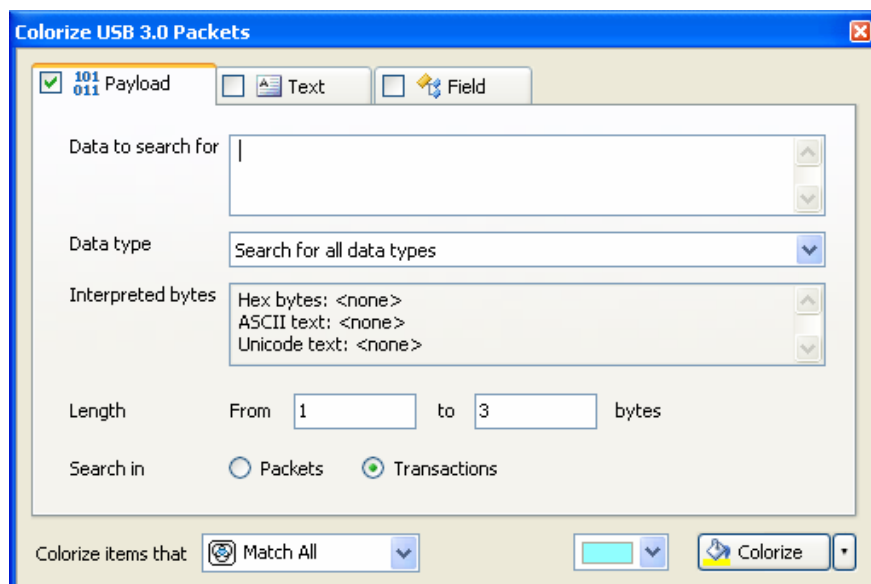 Colorize USB 3.0 Packets
101
011 Payload
Text
Field
Data to search for
Data type
Search for all data types
Interpreted bytes
Hex bytes: <none>
ASCII text: <none>
Unicode text: <none>
Length From 1 to 3 bytes
Search in Packets Transactions
Colorize items that Match All Colorize